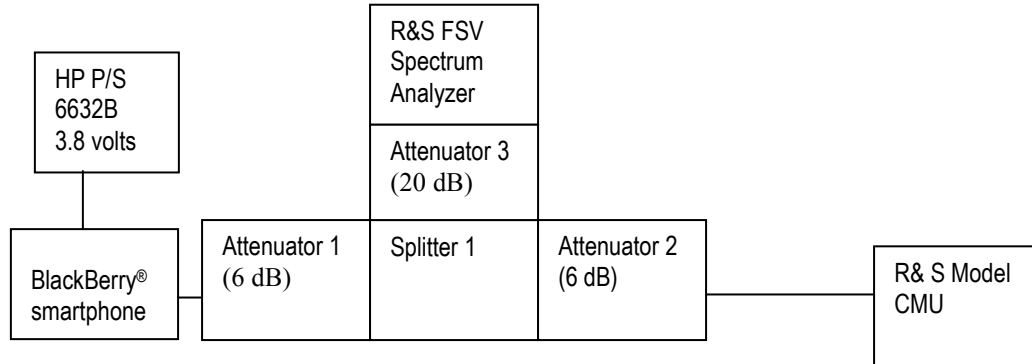 R&S FSV
Spectrum
Analyzer
HP P/S
6632B
3.8 volts
Attenuator 3
(20 dB)
BlackBerry®
smartphone
Attenuator 1
(6 dB)
Splitter 1
Attenuator 2
(6 dB)
R& S Model
CMU